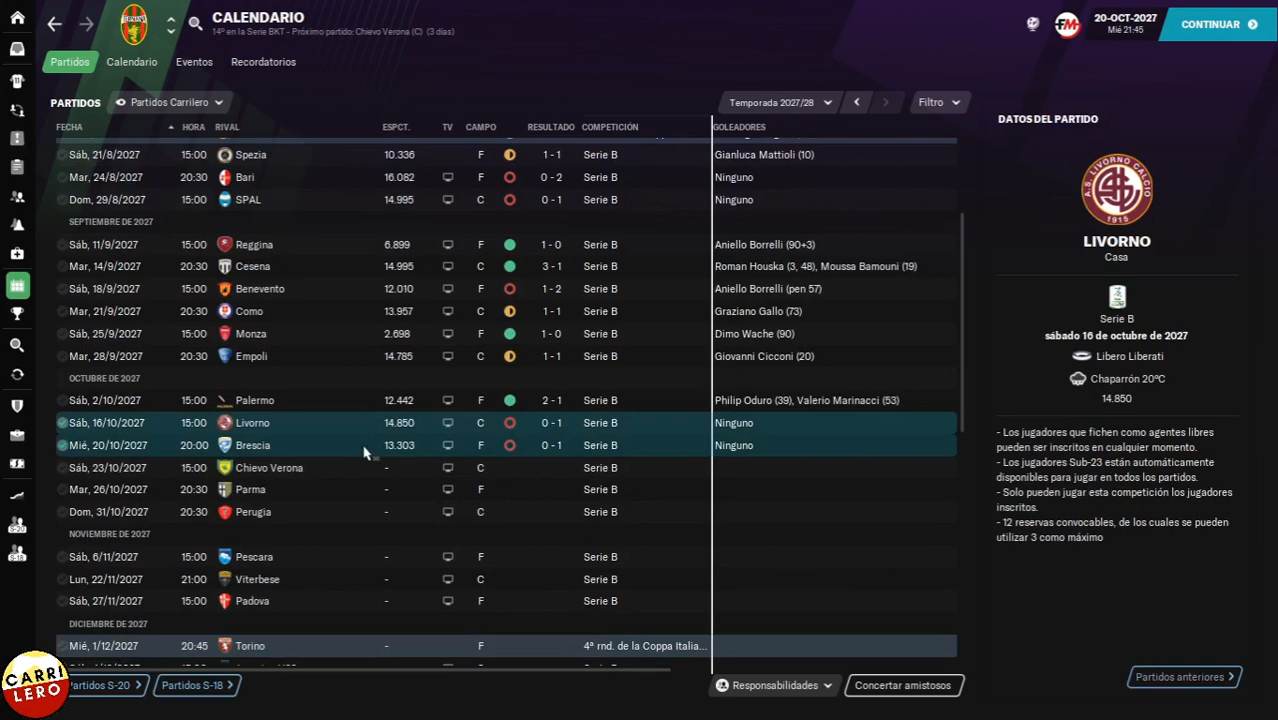 CALENDARIO
14º en la Serie BKT - Próximo partido: Chievo Verona (C) (3 días)
FM
20-OCT-2027
Mié 21:45
CONTINUAR
Partidos Calendario Eventos Recordatorios
PARTIDOS Partidos Carrilero Temporada 2027/28 Filtro
FECHA HORA RIVAL ESPCT. TV CAMPO RESULTADO COMPETICIÓN GOLEADORES
Sáb, 21/8/2027 15:00 Spezia 10.336 F 1 - 1 Serie B Gianluca Mattioli (10)
Mar, 24/8/2027 20:30 Bari 16.082 F 0 - 2 Serie B Ninguno
Dom, 29/8/2027 15:00 SPAL 14.995 C 0 - 1 Serie B Ninguno
SEPTIEMBRE DE 2027
Sáb, 11/9/2027 15:00 Reggina 6.899 F 1 - 0 Serie B Aniello Borrelli (90+3)
Mar, 14/9/2027 20:30 Cesena 14.995 C 3 - 1 Serie B Roman Houska (3, 48), Moussa Bamouni (19)
Sáb, 18/9/2027 15:00 Benevento 12.010 F 1 - 2 Serie B Aniello Borrelli (pen 57)
Mar, 21/9/2027 20:30 Como 13.957 C 1 - 1 Serie B Graziano Gallo (73)
Sáb, 25/9/2027 15:00 Monza 2.698 F 1 - 0 Serie B Dimo Wache (90)
Mar, 28/9/2027 20:30 Empoli 14.785 C 1 - 1 Serie B Giovanni Cicconi (20)
OCTUBRE DE 2027
Sáb, 2/10/2027 15:00 Palermo 12.442 F 2 - 1 Serie B Philip Oduro (39), Valerio Marinacci (53)
Sáb, 16/10/2027 15:00 Livorno 14.850 C 0 - 1 Serie B Ninguno
Mié, 20/10/2027 20:00 Brescia 13.303 F 0 - 1 Serie B Ninguno
Sáb, 23/10/2027 15:00 Chievo Verona - C Serie B
Mar, 26/10/2027 20:30 Parma - F Serie B
Dom, 31/10/2027 20:30 Perugia - C Serie B
NOVIEMBRE DE 2027
Sáb, 6/11/2027 15:00 Pescara - F Serie B
Lun, 22/11/2027 21:00 Viterbese - C Serie B
Sáb, 27/11/2027 15:00 Padova - F Serie B
DICIEMBRE DE 2027
Mié, 1/12/2027 20:45 Torino - F 4ª rnd. de la Coppa Italia...
Partidos S-20 Partidos S-18 Responsabilidades Concertar amistosos
DATOS DEL PARTIDO
A.S. LIVORNO CALCIO
1915
LIVORNO
Casa
Serie B
sábado 16 de octubre de 2027
Libero Liberati
Chaparrón 20ºC
14.850
- Los jugadores que fichen como agentes libres
pueden ser inscritos en cualquier momento.
- Los jugadores Sub-23 están automáticamente
disponibles para jugar en todos los partidos.
- Solo pueden jugar esta competición los jugadores
inscritos.
- 12 reservas convocables, de los cuales se pueden
utilizar 3 como máximo
Partidos anteriores
S-20
S-18
CARRI
LERO